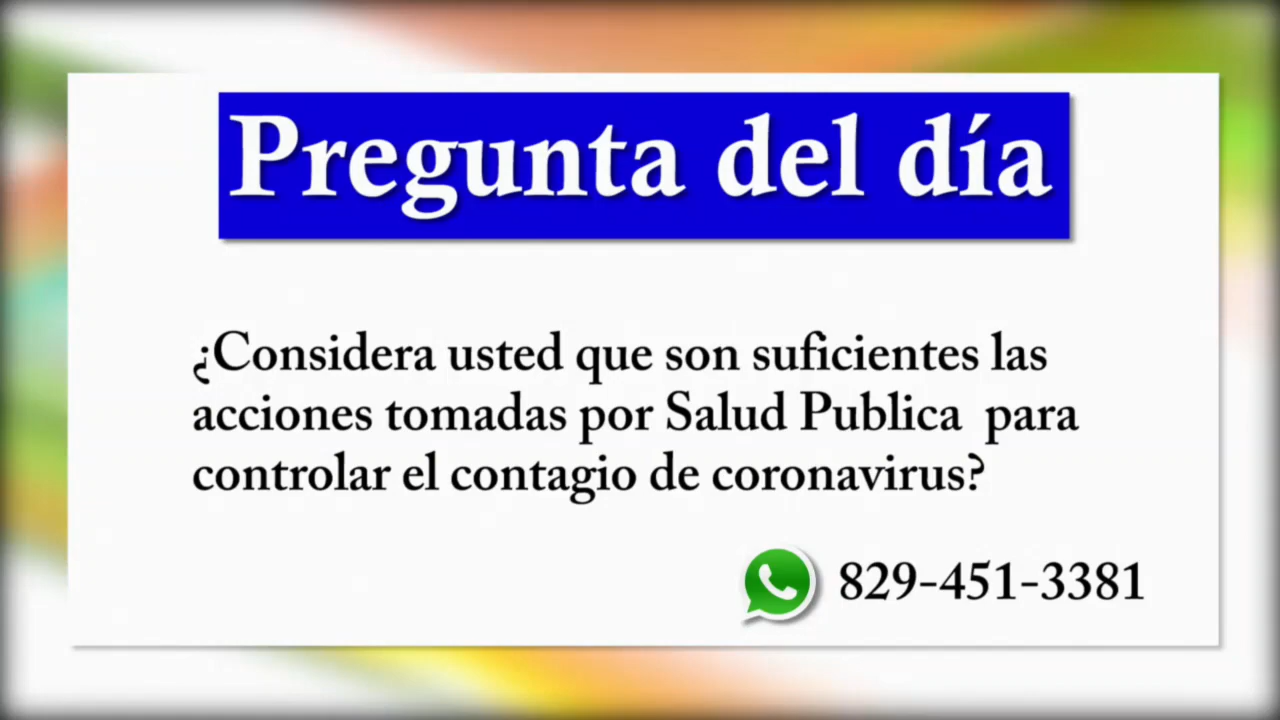 Pregunta del día
¿Considera usted que son suficientes las
acciones tomadas por Salud Publica para
controlar el contagio de coronavirus?
829-451-3381